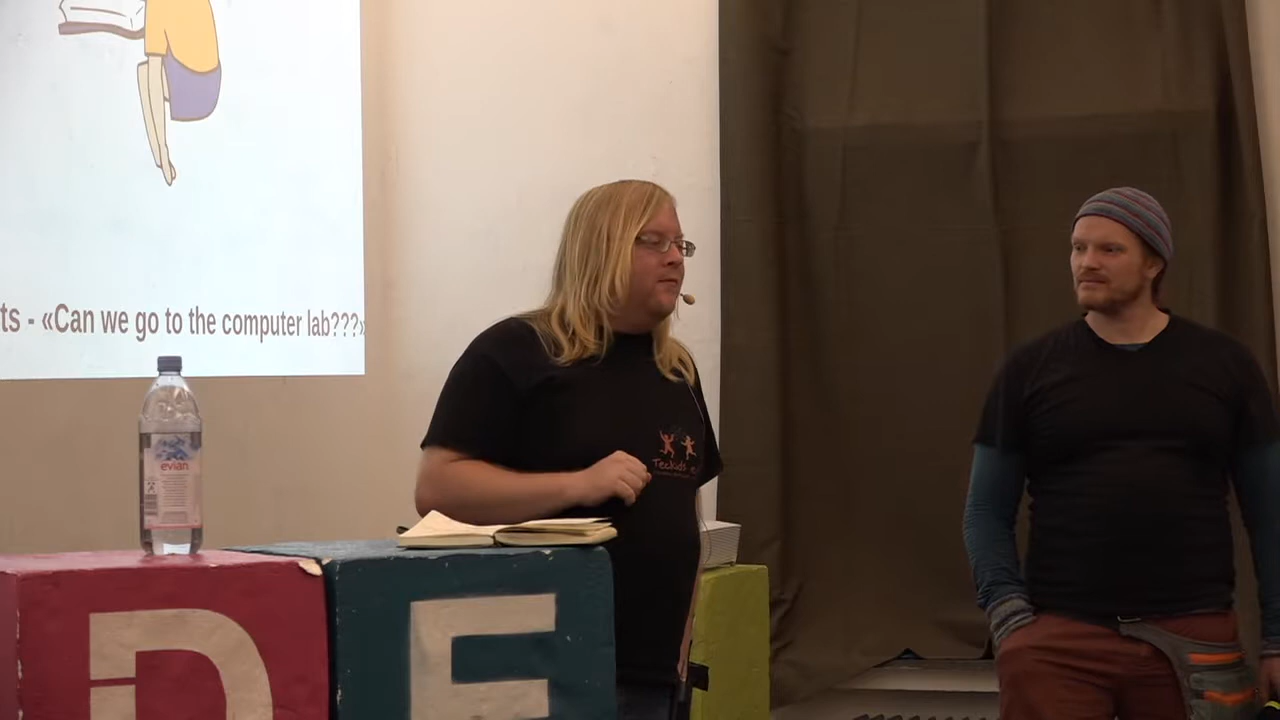 ts - «Can we go to the computer lab???»
evian
Teckids e.
D
E